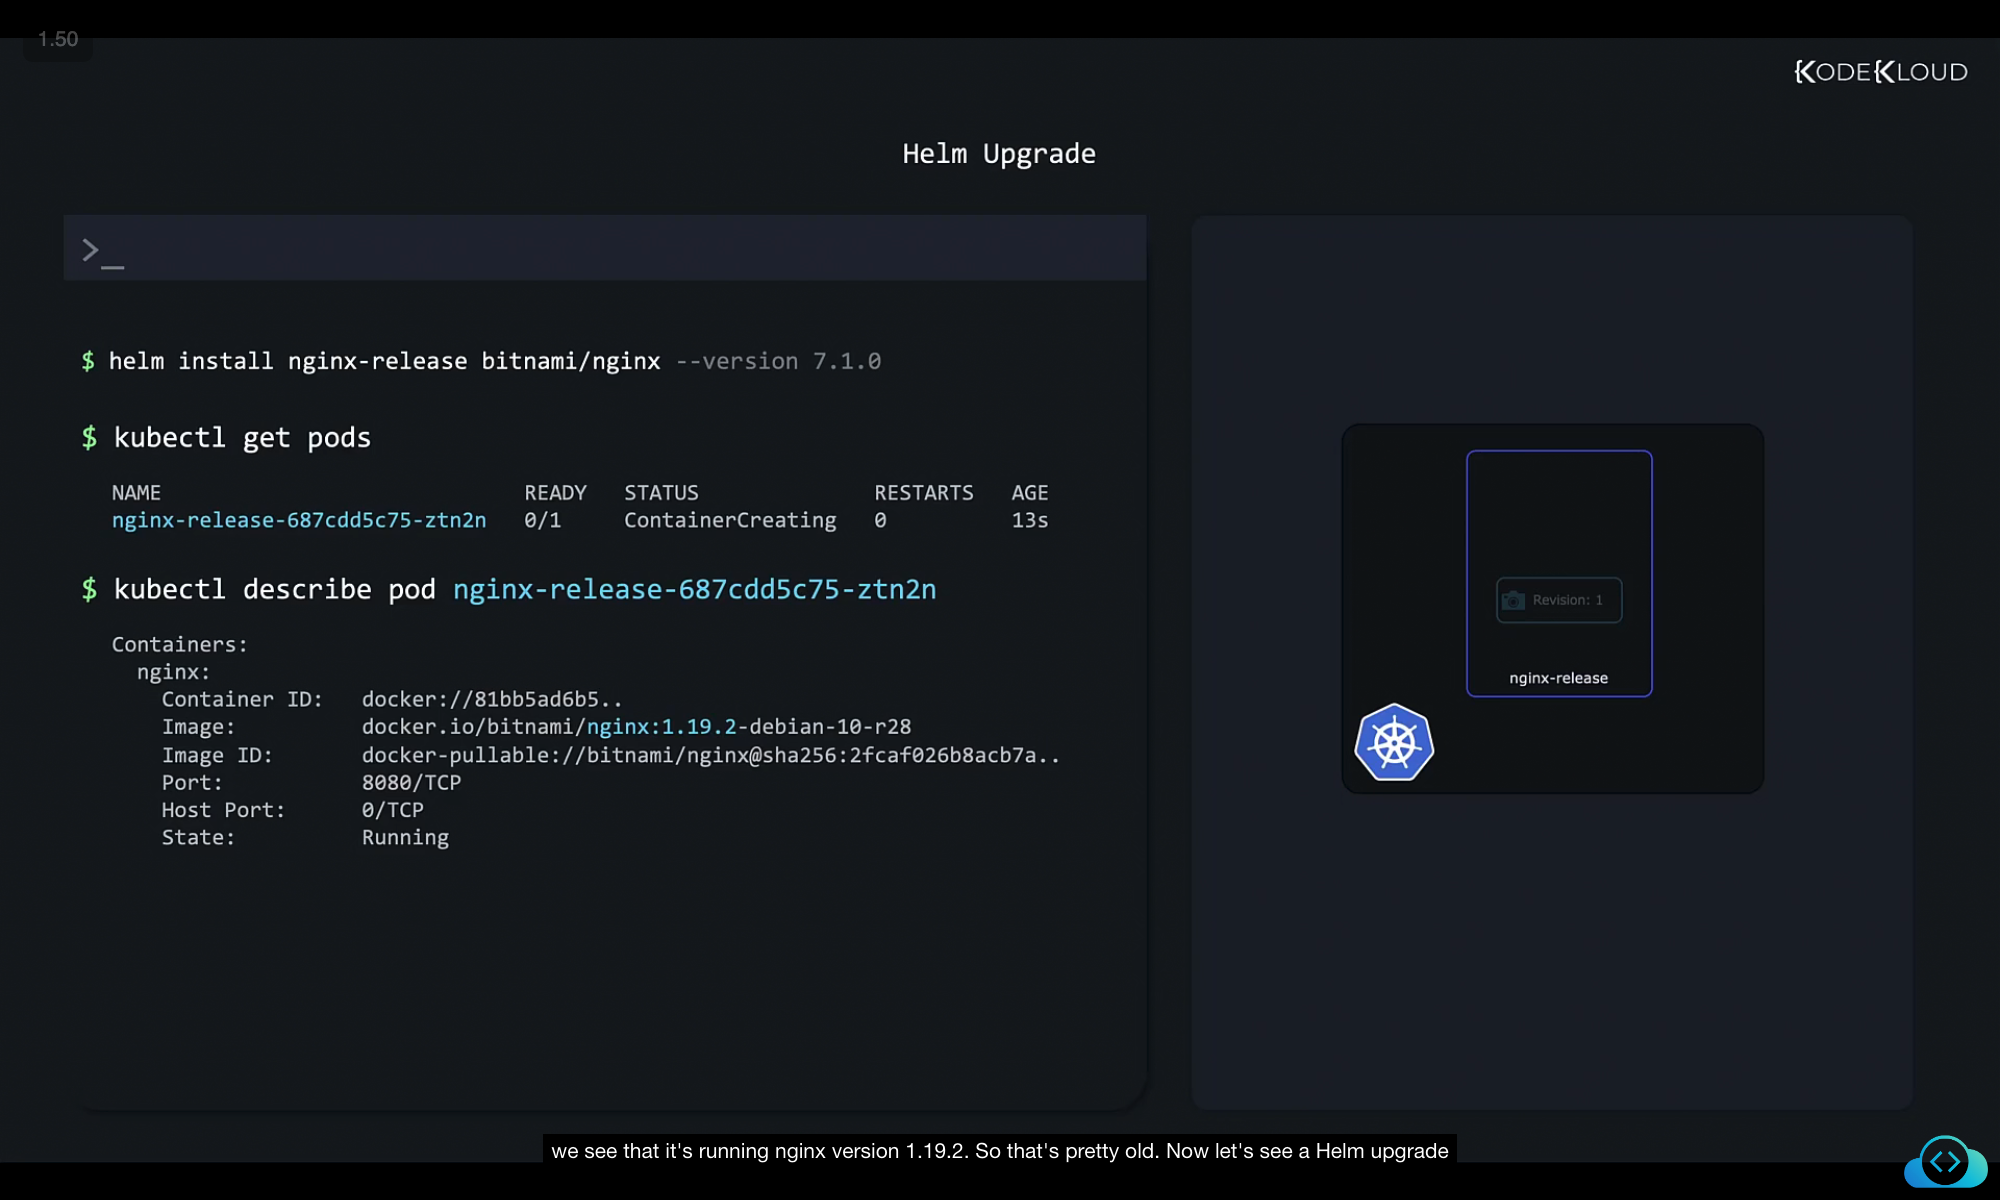 1.50
KODEKLOUD
Helm Upgrade
>_
$ helm install nginx-release bitnami/nginx --version 7.1.0
$ kubectl get pods
NAME READY STATUS RESTARTS AGE
nginx-release-687cdd5c75-ztn2n 0/1 ContainerCreating 0 13s
$ kubectl describe pod nginx-release-687cdd5c75-ztn2n
Containers:
nginx:
Container ID: docker://81bb5ad6b5..
Image: docker.io/bitnami/nginx:1.19.2-debian-10-r28
Image ID: docker-pullable://bitnami/nginx@sha256:2fcaf026b8acb7a..
Port: 8080/TCP
Host Port: 0/TCP
State: Running
Revision: 1
nginx-release
we see that it's running nginx version 1.19.2. So that's pretty old. Now let's see a Helm upgrade